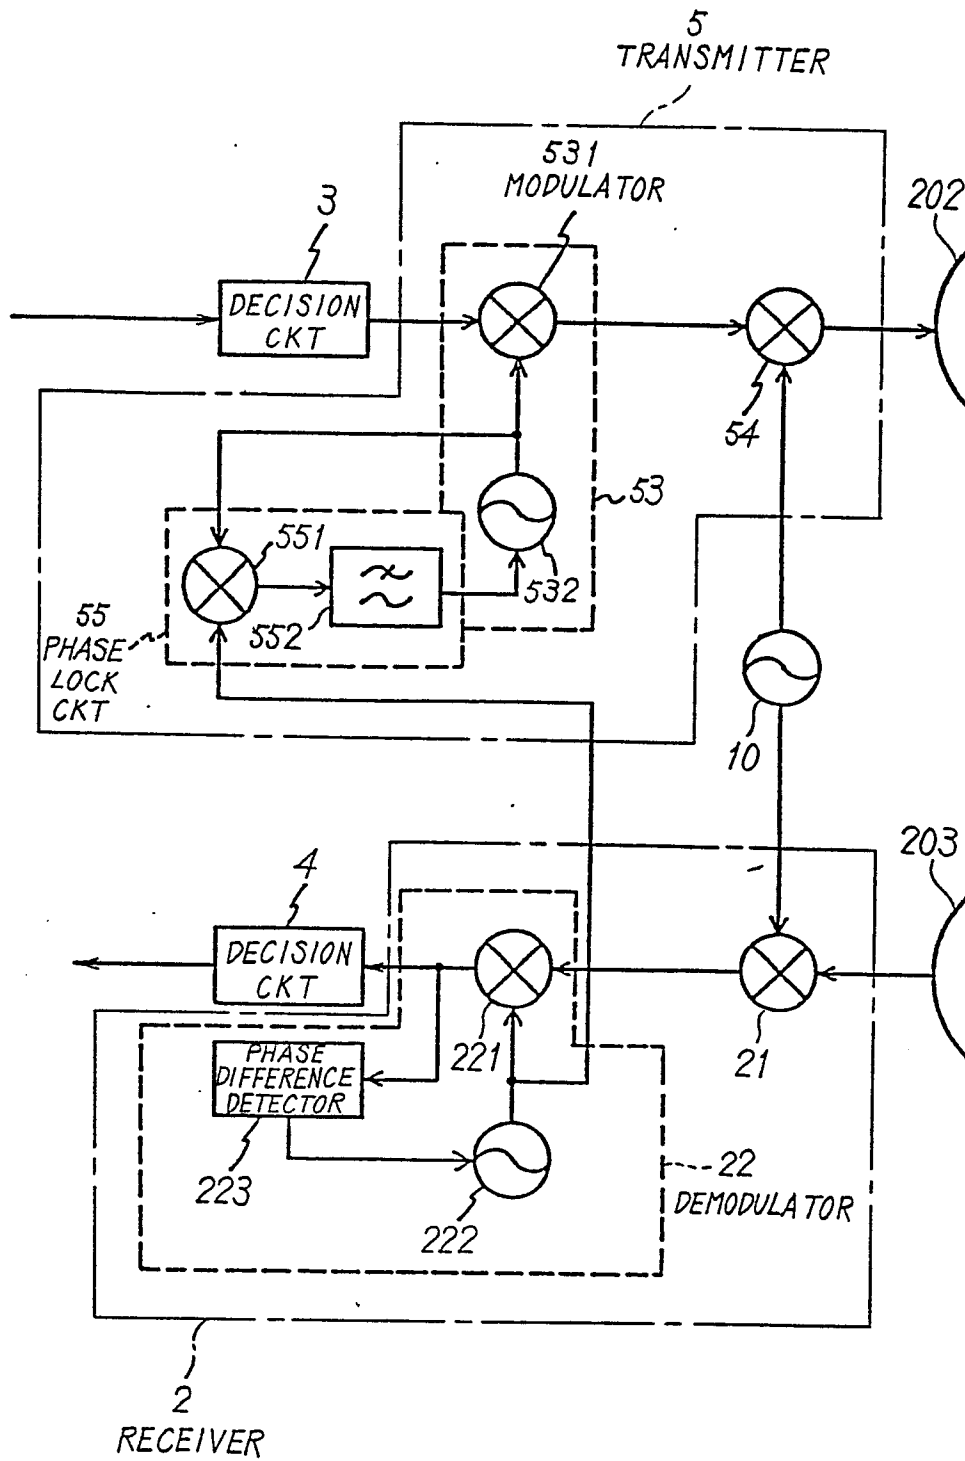 5
TRANSMITTER
531
MODULATOR
202
3
DECISION
CKT
54
53
551
532
552
55
PHASE
LOCK
CKT
10
203
4
DECISION
CKT
221
21
PHASE
DIFFERENCE
DETECTOR
223
222
22
DEMODULATOR
2
RECEIVER